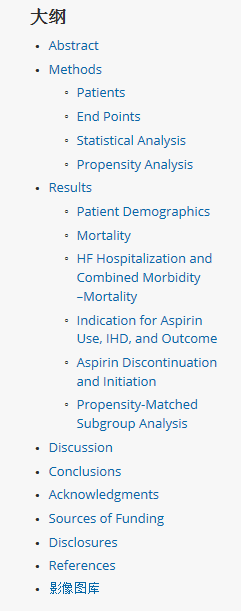 大纲
Abstract
Methods
Patients
End Points
Statistical Analysis
Propensity Analysis
Results
Patient Demographics
Mortality
HF Hospitalization and
Combined Morbidity
–Mortality
Indication for Aspirin
Use, IHD, and Outcome
Aspirin Discontinuation
and Initiation
Propensity-Matched
Subgroup Analysis
Discussion
Conclusions
Acknowledgments
Sources of Funding
Disclosures
References
影像图库